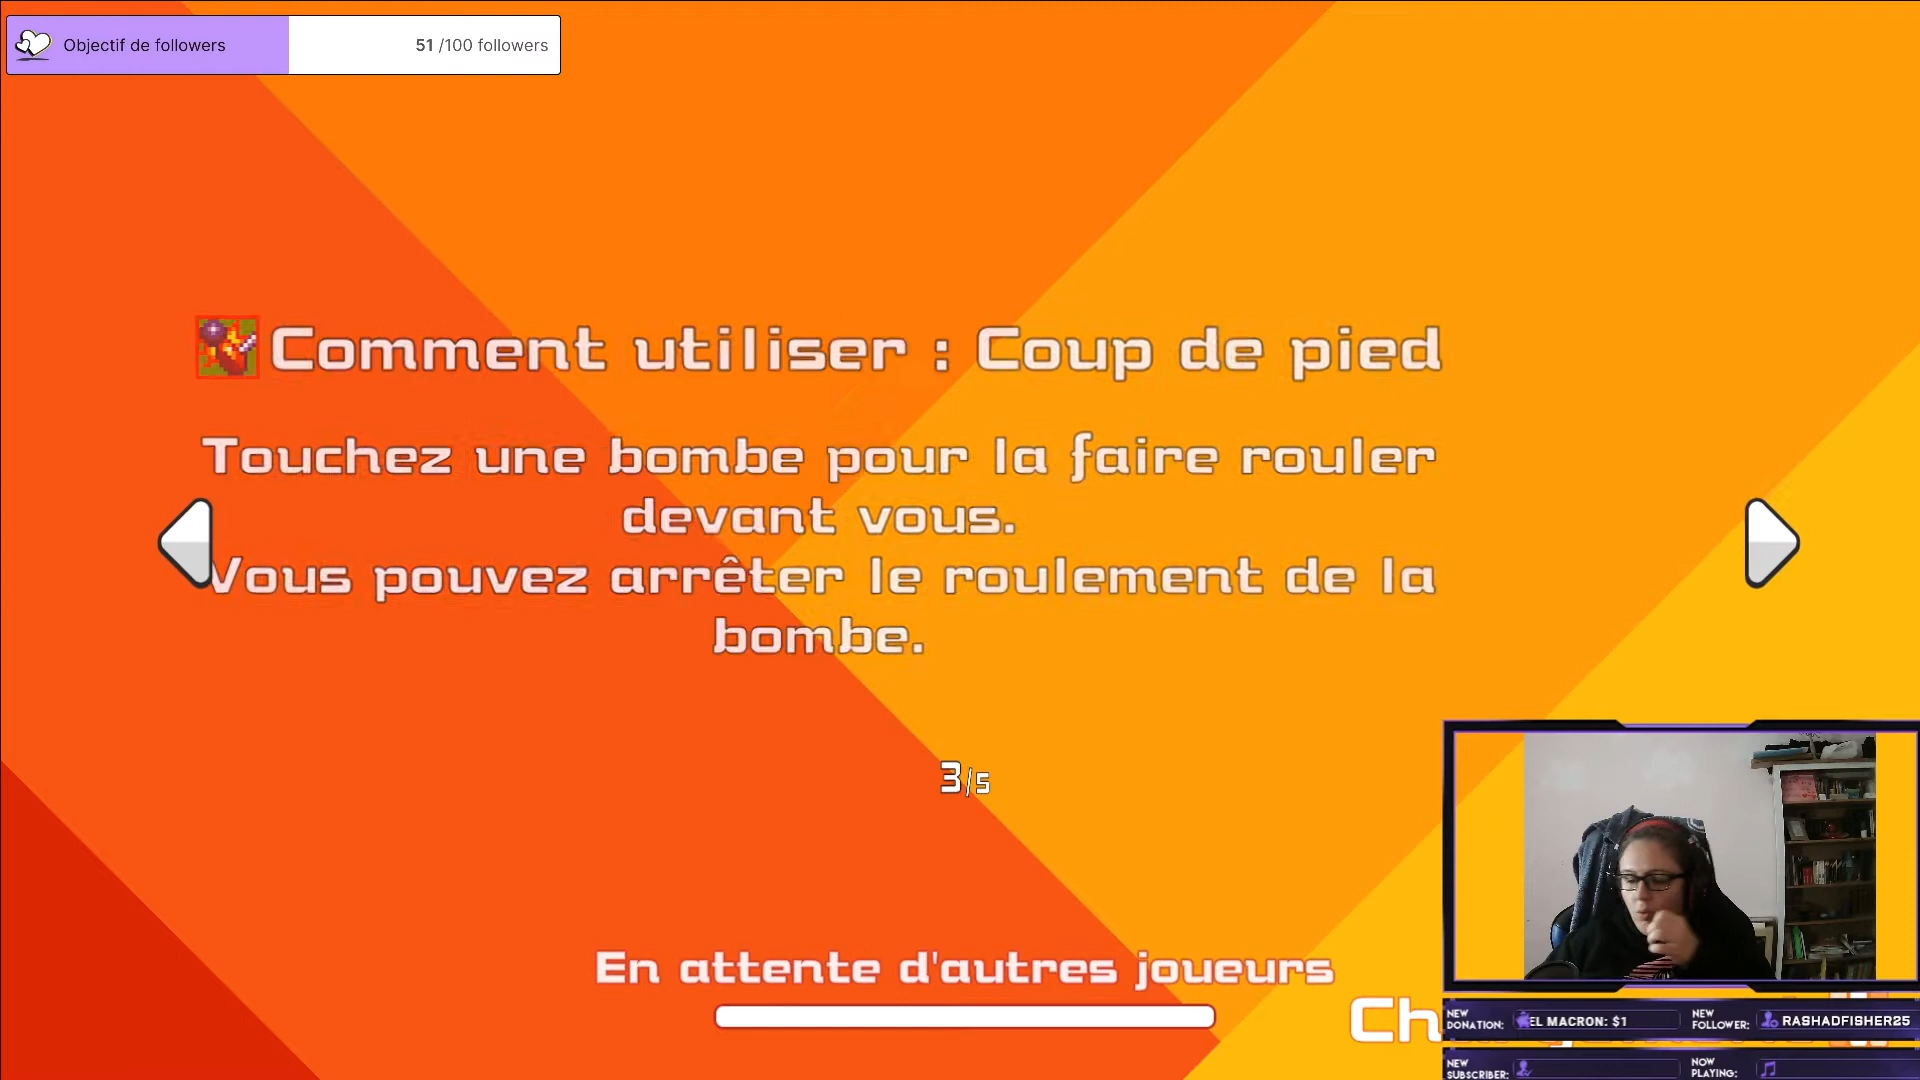 Objectif de followers
51 /100 followers
Comment utiliser : Coup de pied
Touchez une bombe pour la faire rouler
devant vous.
Vous pouvez arrêter le roulement de la
bombe.
3/5
En attente d'autres joueurs
Ch
NEW DONATION:
EL MACRON: $1
NEW FOLLOWER:
RASHADFISHER25
NEW SUBSCRIBER:
NOW PLAYING: